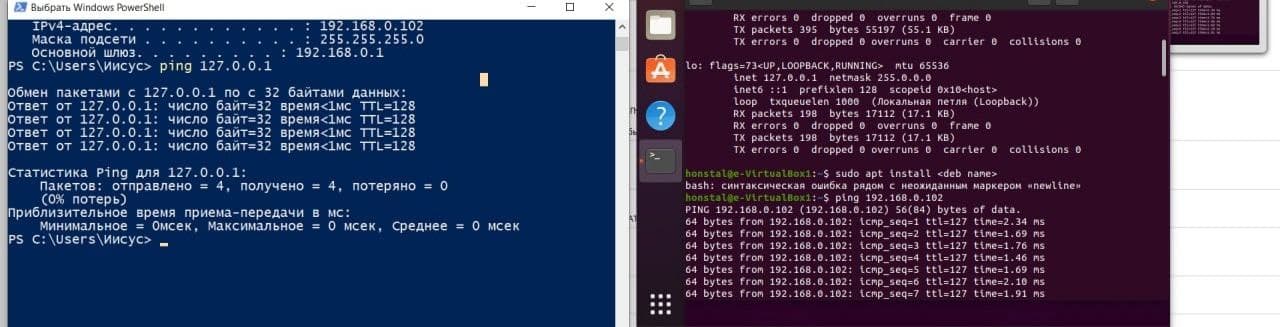 Выбрать Windows PowerShell
IPv4-адрес. . . . . . . . . . . . : 192.168.0.102
Маска подсети . . . . . . . . . . : 255.255.255.0
Основной шлюз. . . . . . . . . : 192.168.0.1
PS C:\Users\Иисус> ping 127.0.0.1
Обмен пакетами с 127.0.0.1 по с 32 байтами данных:
Ответ от 127.0.0.1: число байт=32 время<1мс TTL=128
Ответ от 127.0.0.1: число байт=32 время<1мс TTL=128
Ответ от 127.0.0.1: число байт=32 время<1мс TTL=128
Ответ от 127.0.0.1: число байт=32 время<1мс TTL=128
Статистика Ping для 127.0.0.1:
Пакетов: отправлено = 4, получено = 4, потеряно = 0
(0% потерь)
Приблизительное время приема-передачи в мс:
Минимальное = 0мсек, Максимальное = 0 мсек, Среднее = 0 мсек
PS C:\Users\Иисус>
RX errors 0 dropped 0 overruns 0 frame 0
TX packets 395 bytes 55197 (55.1 KB)
TX errors 0 dropped 0 overruns 0 carrier 0 collisions 0
lo: flags=73<UP,LOOPBACK,RUNNING> mtu 65536
inet 127.0.0.1 netmask 255.0.0.0
inet6 ::1 prefixlen 128 scopeid 0x10<host>
loop txqueuelen 1000 (Локальная петля (Loopback))
RX packets 198 bytes 17112 (17.1 KB)
RX errors 0 dropped 0 overruns 0 frame 0
TX packets 198 bytes 17112 (17.1 KB)
TX errors 0 dropped 0 overruns 0 carrier 0 collisions 0
honstal@e-VirtualBox1:~$ sudo apt install <deb name>
bash: синтаксическая ошибка рядом с неожиданным маркером «newline»
honstal@e-VirtualBox1:~$ ping 192.168.0.102
PING 192.168.0.102 (192.168.0.102) 56(84) bytes of data.
64 bytes from 192.168.0.102: icmp_seq=1 ttl=127 time=2.34 ms
64 bytes from 192.168.0.102: icmp_seq=2 ttl=127 time=1.69 ms
64 bytes from 192.168.0.102: icmp_seq=3 ttl=127 time=1.76 ms
64 bytes from 192.168.0.102: icmp_seq=4 ttl=127 time=1.46 ms
64 bytes from 192.168.0.102: icmp_seq=5 ttl=127 time=1.69 ms
64 bytes from 192.168.0.102: icmp_seq=6 ttl=127 time=2.10 ms
64 bytes from 192.168.0.102: icmp_seq=7 ttl=127 time=1.91 ms